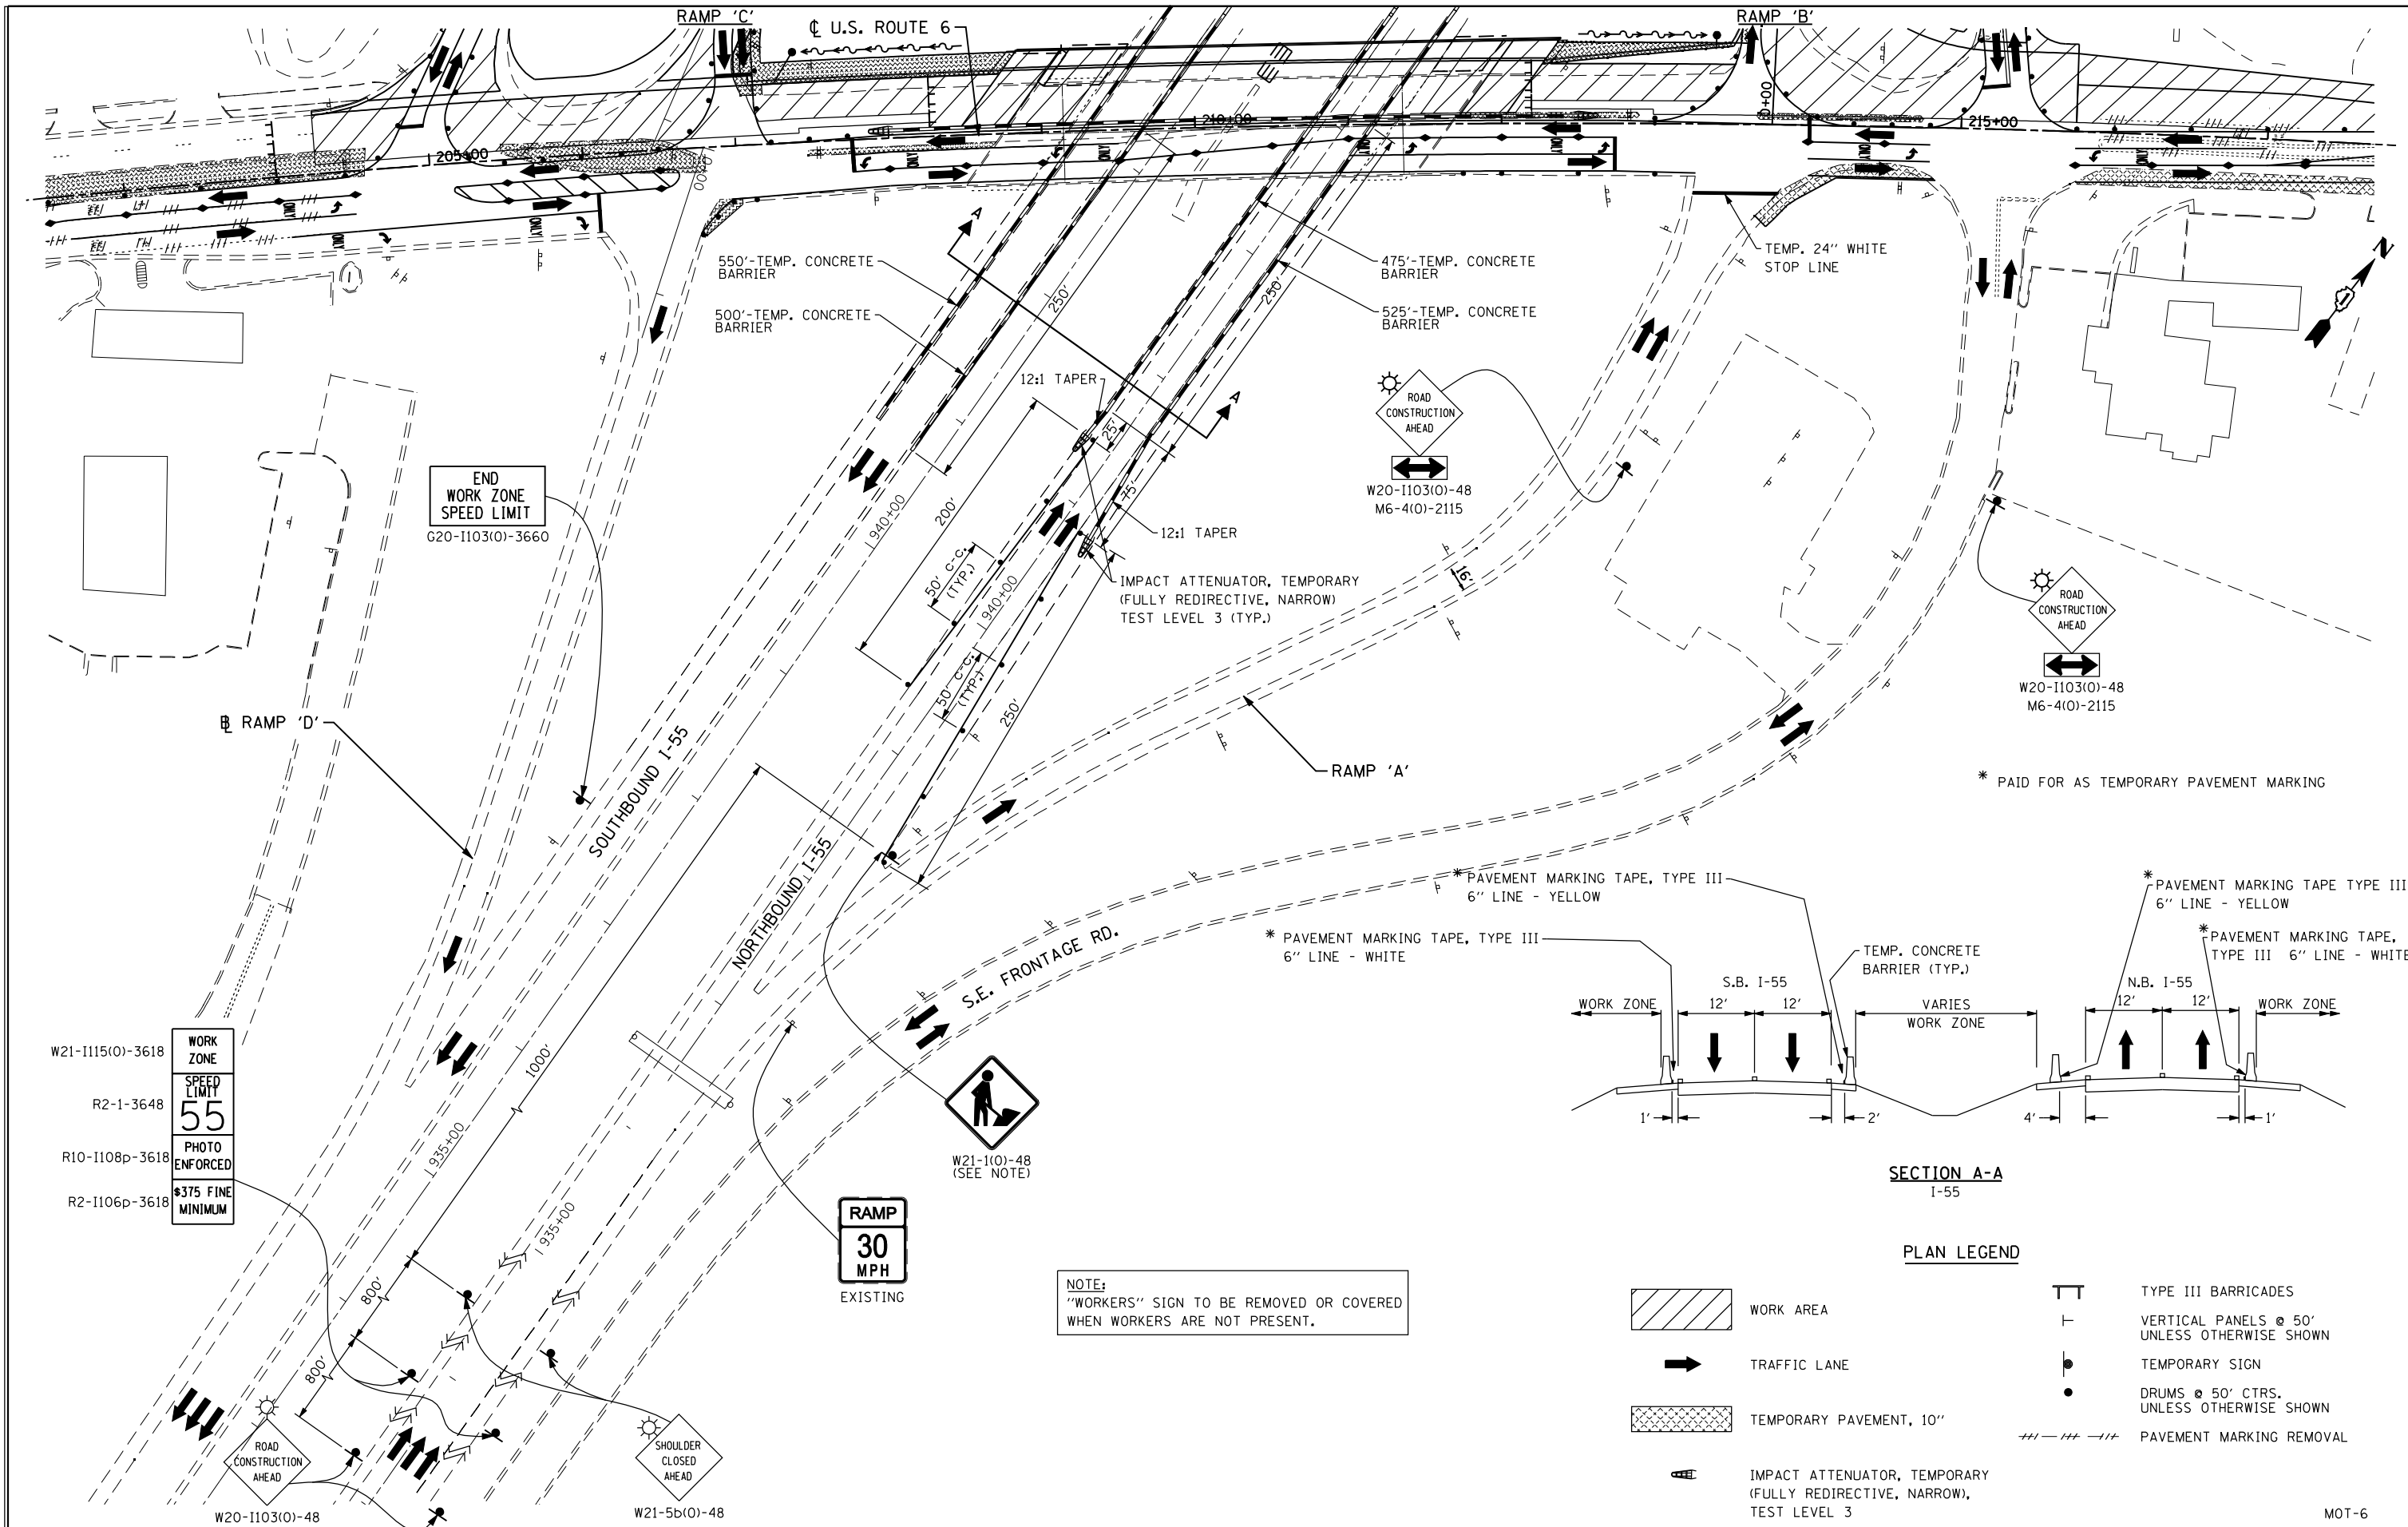 RAMP 'C'
℄ U.S. ROUTE 6
RAMP 'B'
205+00
210+00
0+00
215+00
ONLY
ONLY
ONLY
ONLY
ONLY
ONLY
ONLY
ONLY
A
550'-TEMP. CONCRETE
BARRIER
500'-TEMP. CONCRETE
BARRIER
250'
475'-TEMP. CONCRETE
BARRIER
525'-TEMP. CONCRETE
BARRIER
250'
TEMP. 24" WHITE
STOP LINE
N
12:1 TAPER
25'
A
75'
12:1 TAPER
200'
940+00
50' C-C.
(TYP.)
940+00
50' C-C.
(TYP.)
250'
IMPACT ATTENUATOR, TEMPORARY
(FULLY REDIRECTIVE, NARROW)
TEST LEVEL 3 (TYP.)
ROAD
CONSTRUCTION
AHEAD
W20-I103(O)-48
M6-4(O)-2115
16'
ROAD
CONSTRUCTION
AHEAD
W20-I103(O)-48
M6-4(O)-2115
END
WORK ZONE
SPEED LIMIT
G20-I103(O)-3660
BL RAMP 'D'
SOUTHBOUND I-55
NORTHBOUND I-55
RAMP 'A'
S.E. FRONTAGE RD.
* PAID FOR AS TEMPORARY PAVEMENT MARKING
1000'
935+00
935+00
800'
800'
W21-I115(O)-3618
WORK
ZONE
R2-1-3648
SPEED
LIMIT
55
R10-I108p-3618
PHOTO
ENFORCED
R2-I106p-3618
$375 FINE
MINIMUM
W21-1(O)-48
(SEE NOTE)
RAMP
30
MPH
EXISTING
ROAD
CONSTRUCTION
AHEAD
W20-I103(O)-48
SHOULDER
CLOSED
AHEAD
W21-5b(O)-48
NOTE:
"WORKERS" SIGN TO BE REMOVED OR COVERED
WHEN WORKERS ARE NOT PRESENT.
* PAVEMENT MARKING TAPE, TYPE III
6" LINE - YELLOW
* PAVEMENT MARKING TAPE, TYPE III
6" LINE - WHITE
TEMP. CONCRETE
BARRIER (TYP.)
* PAVEMENT MARKING TAPE TYPE III
6" LINE - YELLOW
* PAVEMENT MARKING TAPE,
TYPE III 6" LINE - WHITE
S.B. I-55
N.B. I-55
WORK ZONE
12'
12'
VARIES
WORK ZONE
12'
12'
WORK ZONE
1'
2'
4'
1'
SECTION A-A
I-55
PLAN LEGEND
WORK AREA
TRAFFIC LANE
TEMPORARY PAVEMENT, 10"
IMPACT ATTENUATOR, TEMPORARY
(FULLY REDIRECTIVE, NARROW),
TEST LEVEL 3
TYPE III BARRICADES
VERTICAL PANELS @ 50'
UNLESS OTHERWISE SHOWN
TEMPORARY SIGN
DRUMS @ 50' CTRS.
UNLESS OTHERWISE SHOWN
PAVEMENT MARKING REMOVAL
MOT-6